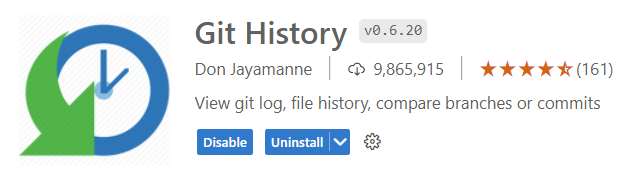 Git History v0.6.20
Don Jayamanne 9,865,915 (161)
View git log, file history, compare branches or commits
Disable Uninstall